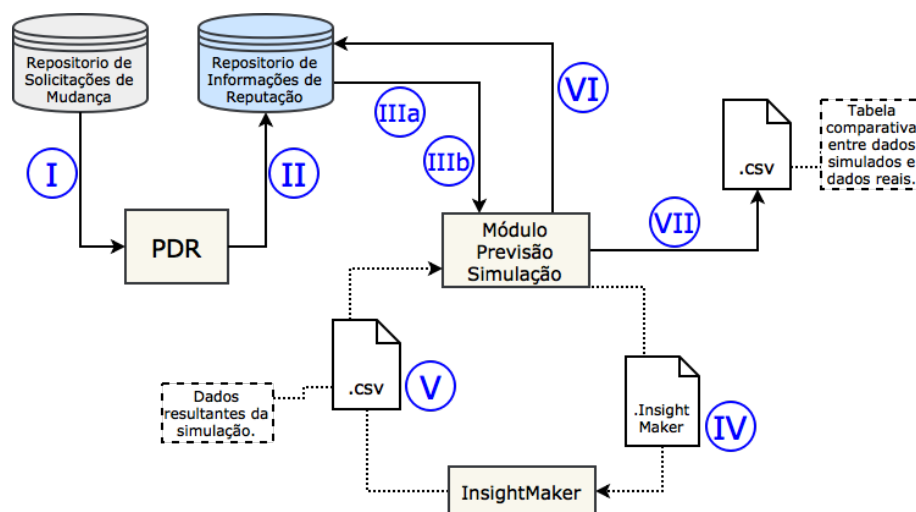 Repositorio de
Solicitações de
Mudança
Repositorio de
Informações de
Reputação
I
II
IIIa
IIIb
VI
.csv
Tabela
comparativa
entre dados
simulados e
dados reais.
PDR
Módulo
Previsão
Simulação
VII
.csv
V
Dados
resultantes da
simulação.
.Insight
Maker
IV
InsightMaker